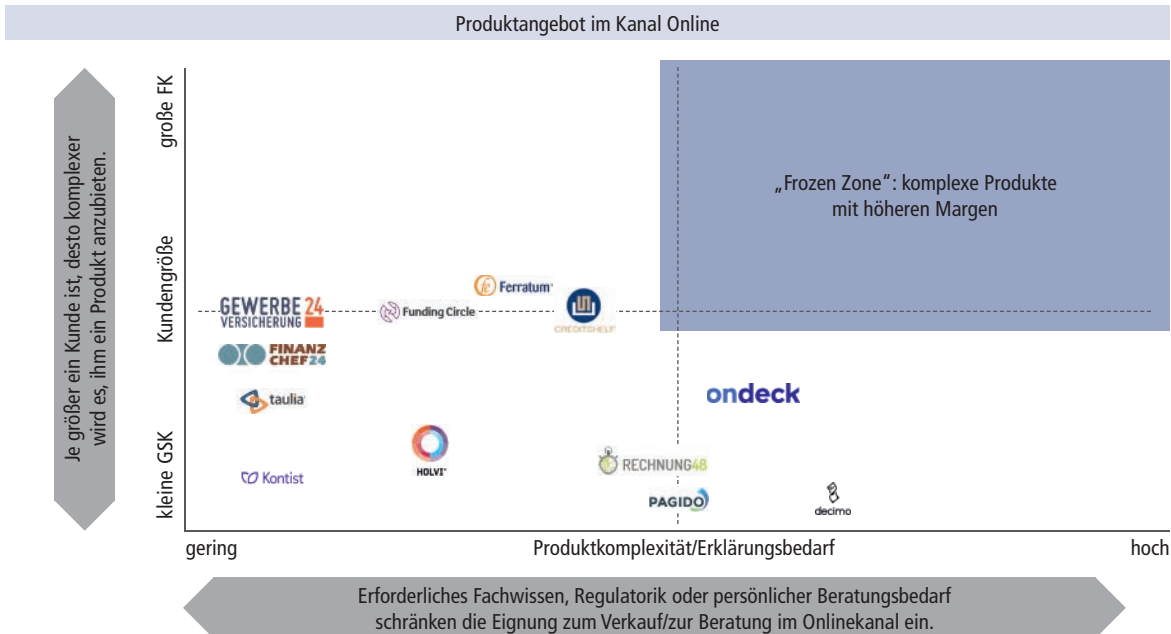 Produktangebot im Kanal Online
Je größer ein Kunde ist, desto komplexer
wird es, ihm ein Produkt anzubieten.
große FK
Kundengröße
kleine GSK
„Frozen Zone“: komplexe Produkte
mit höheren Margen
fe Ferratum
GEWERBE 24
VERSICHERUNG
Funding Circle
CREDITSHELF
FINANZ
CHEF24
taulia
ondeck
HOLVI
RECHNUNG48
Kontist
PAGIDO
decimo
gering
Produktkomplexität/Erklärungsbedarf
hoch
Erforderliches Fachwissen, Regulatorik oder persönlicher Beratungsbedarf
schränken die Eignung zum Verkauf/zur Beratung im Onlinekanal ein.